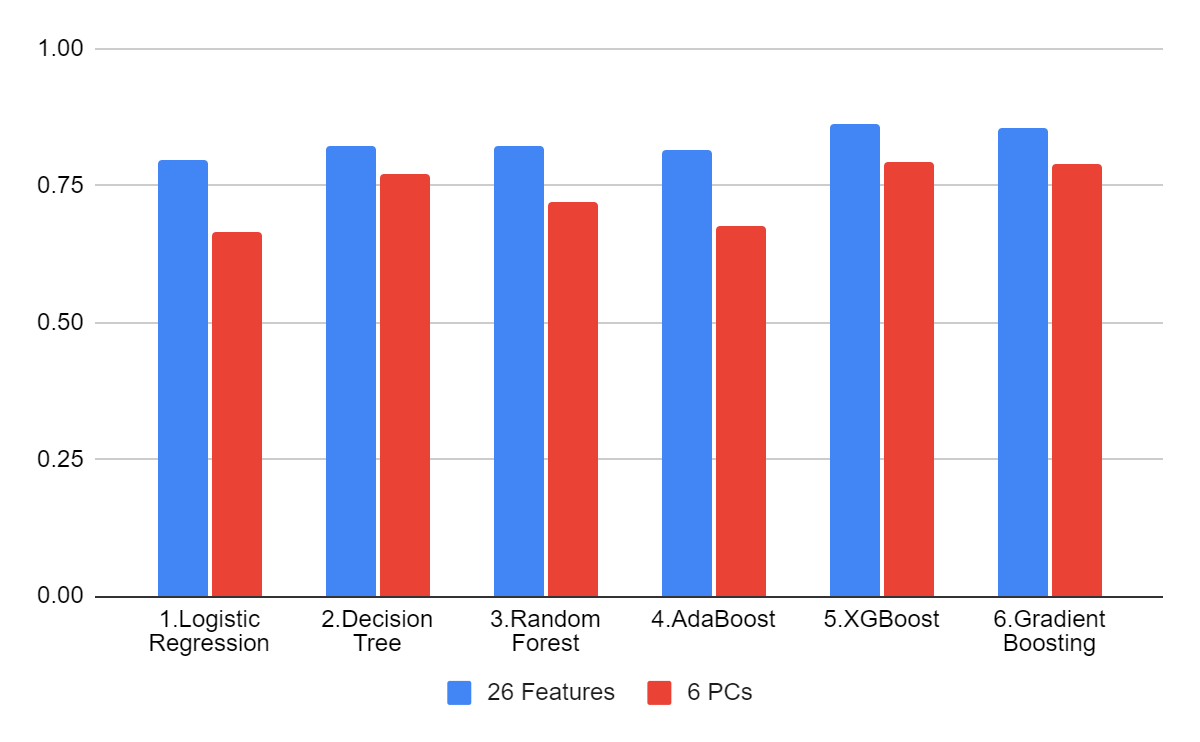 1.00
0.75
0.50
0.25
0.00
1.Logistic
Regression
2.Decision
Tree
3.Random
Forest
4.AdaBoost
5.XGBoost
6.Gradient
Boosting
26 Features
6 PCs